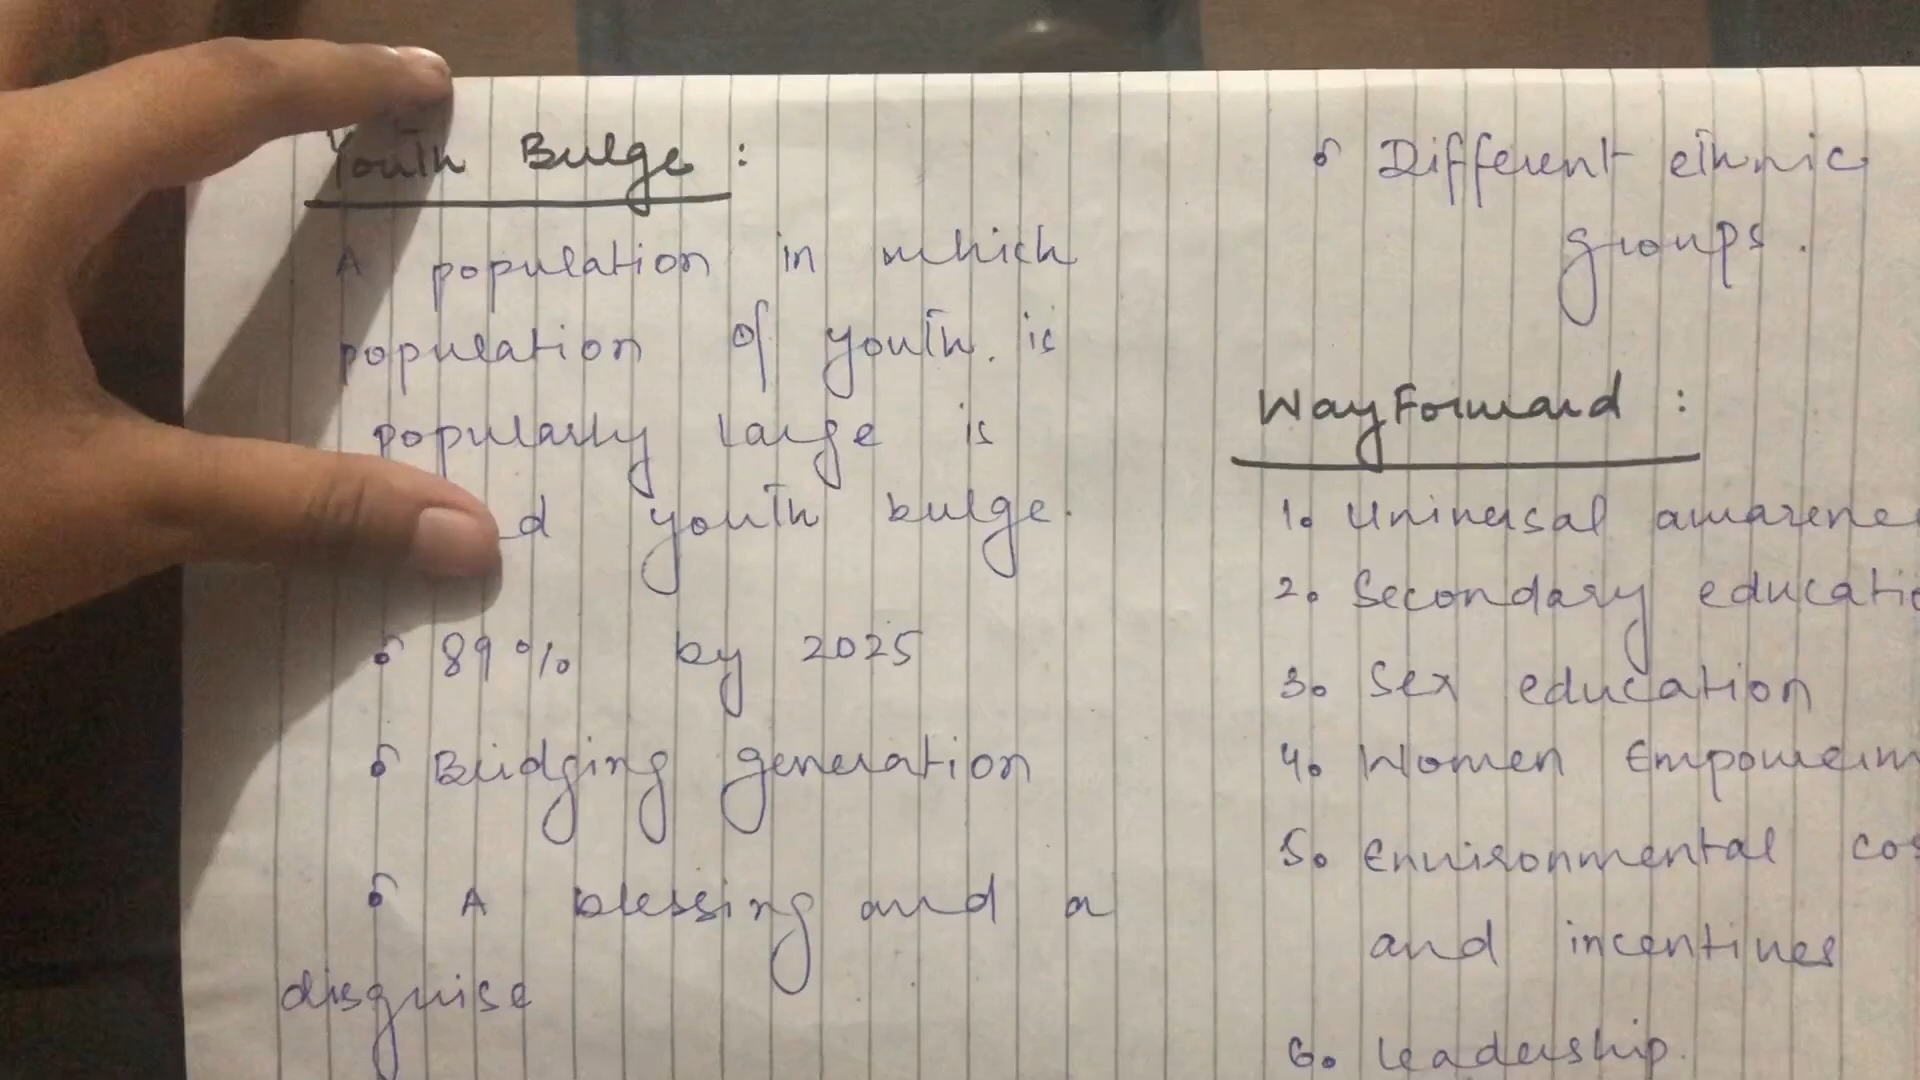 Youth Bulge :
A population in which
population of youth. is
popularly large is
youth bulge.
89% by 2025
Bridging generation
A blessing and a
disguise
Different ethnic
groups.
Way Forward :
1. Universal
2. Secondary
3. Sex education
4. Women
5. Environmental
and incentives
6. leadership.